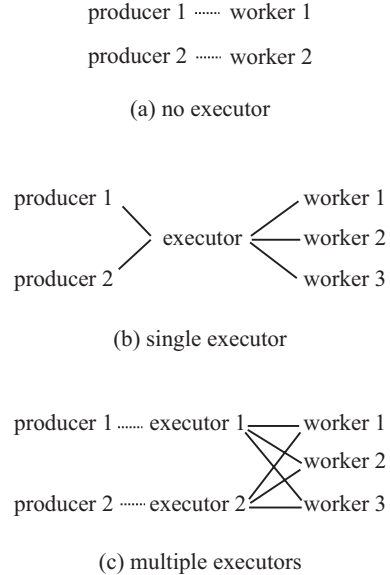 producer 1 worker 1
producer 2 worker 2
(a) no executor
producer 1 worker 1
executor worker 2
producer 2 worker 3
(b) single executor
producer 1 executor 1 worker 1
worker 2
producer 2 executor 2 worker 3
(c) multiple executors